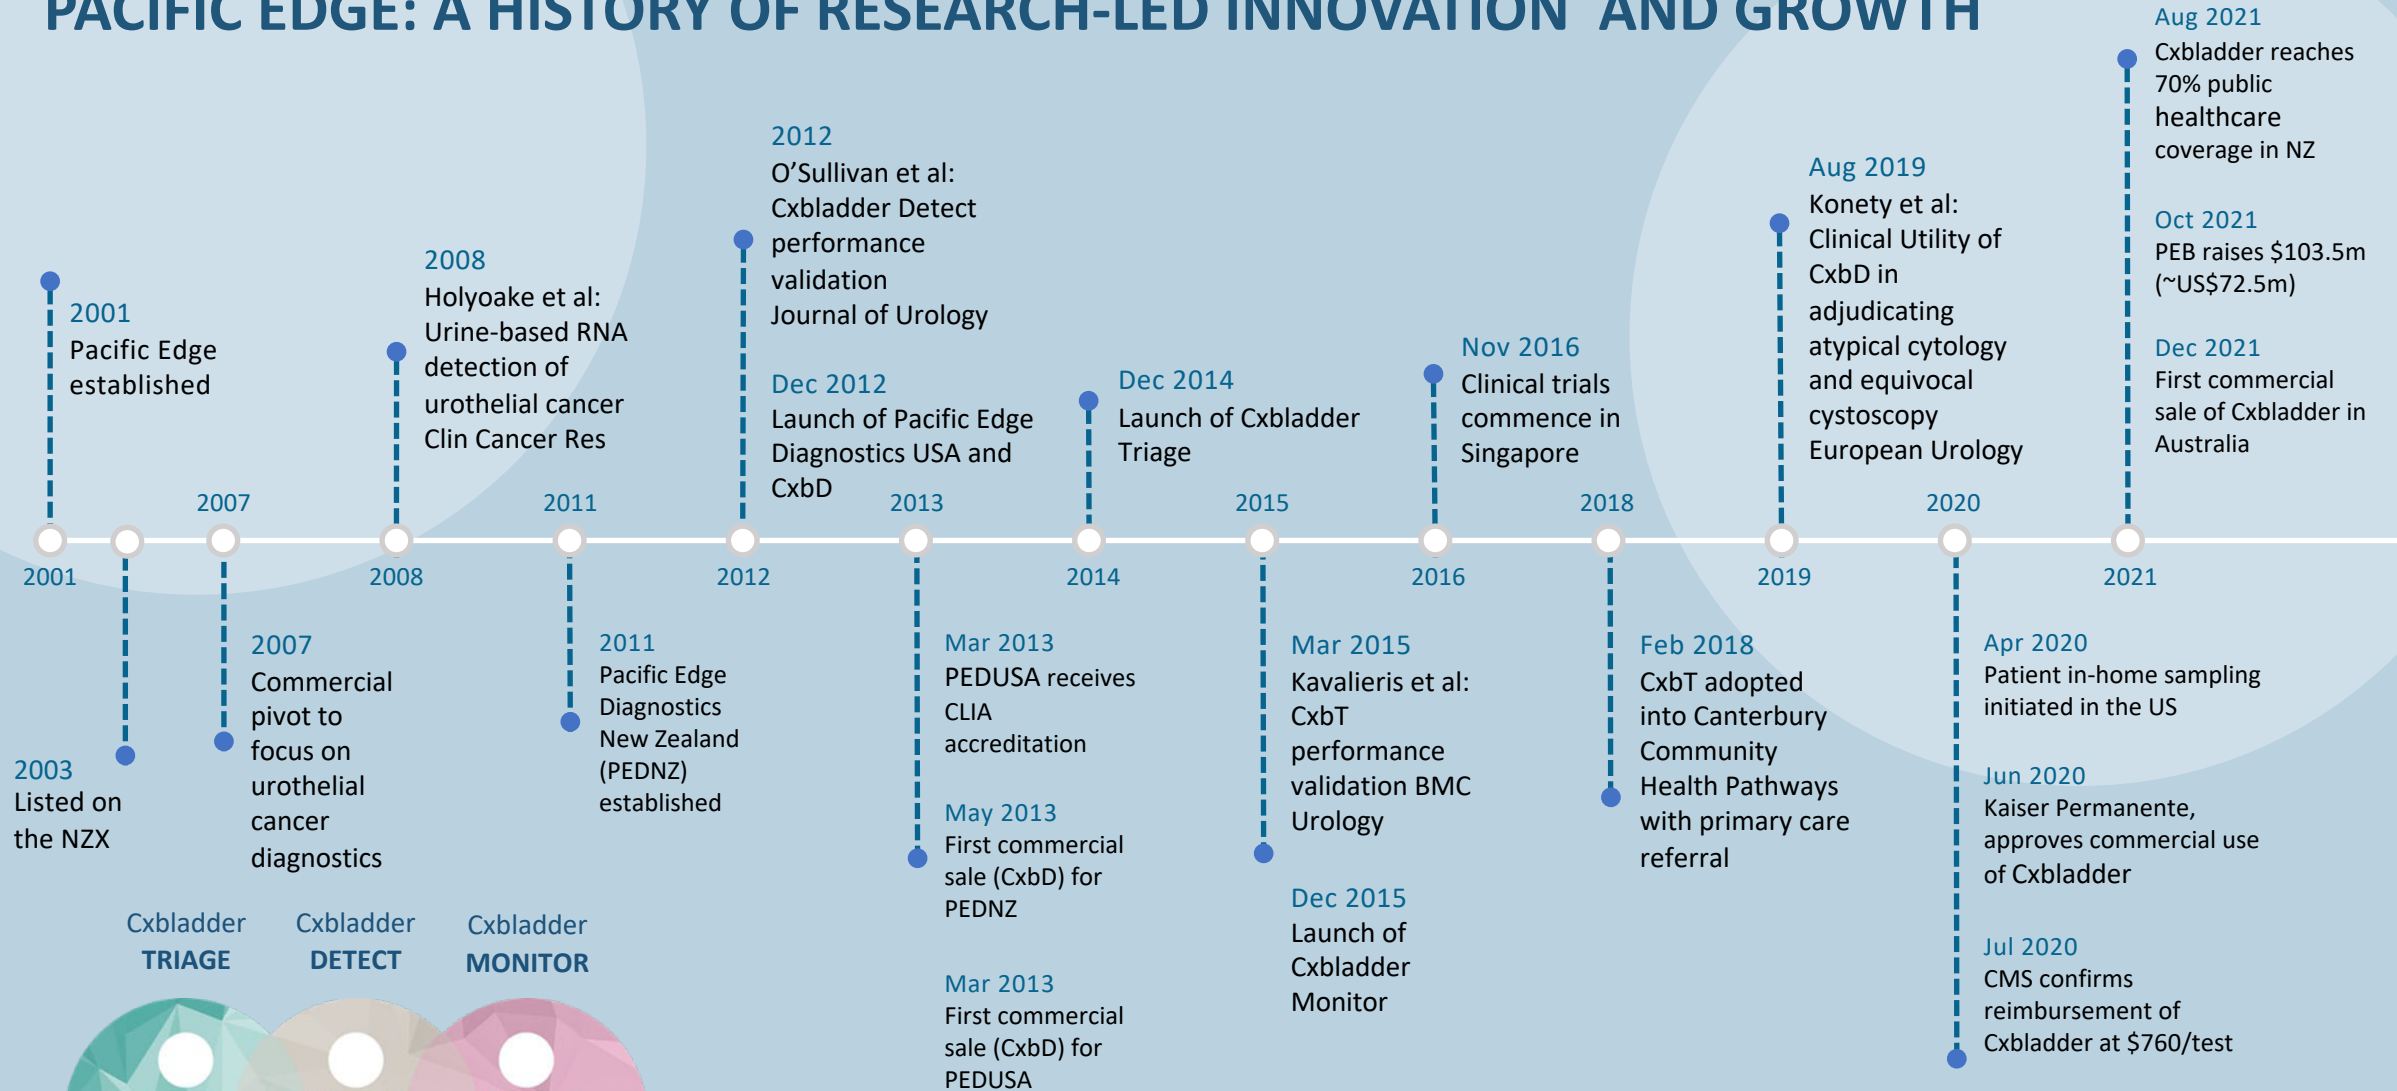 PACIFIC EDGE: A HISTORY OF RESEARCH-LED INNOVATION AND GROWTH
2001
Pacific Edge
established
2008
Holyoake et al:
Urine-based RNA
detection of
urothelial cancer
Clin Cancer Res
2012
O’Sullivan et al:
Cxbladder Detect
performance
validation
Journal of Urology
Dec 2012
Launch of Pacific Edge
Diagnostics USA and
CxbD
Dec 2014
Launch of Cxbladder
Triage
Nov 2016
Clinical trials
commence in
Singapore
Aug 2019
Konety et al:
Clinical Utility of
CxbD in
adjudicating
atypical cytology
and equivocal
cystoscopy
European Urology
Aug 2021
Cxbladder reaches
70% public
healthcare
coverage in NZ
Oct 2021
PEB raises $103.5m
(~US$72.5m)
Dec 2021
First commercial
sale of Cxbladder in
Australia
2007
2011
2013
2015
2018
2020
2001
2008
2012
2014
2016
2019
2021
2003
Listed on
the NZX
2007
Commercial
pivot to
focus on
urothelial
cancer
diagnostics
2011
Pacific Edge
Diagnostics
New Zealand
(PEDNZ)
established
Mar 2013
PEDUSA receives
CLIA
accreditation
May 2013
First commercial
sale (CxbD) for
PEDNZ
Mar 2013
First commercial
sale (CxbD) for
PEDUSA
Mar 2015
Kavalieris et al:
CxbT
performance
validation BMC
Urology
Dec 2015
Launch of
Cxbladder
Monitor
Feb 2018
CxbT adopted
into Canterbury
Community
Health Pathways
with primary care
referral
Apr 2020
Patient in-home sampling
initiated in the US
Jun 2020
Kaiser Permanente,
approves commercial use
of Cxbladder
Jul 2020
CMS confirms
reimbursement of
Cxbladder at $760/test
Cxbladder
TRIAGE
Cxbladder
DETECT
Cxbladder
MONITOR